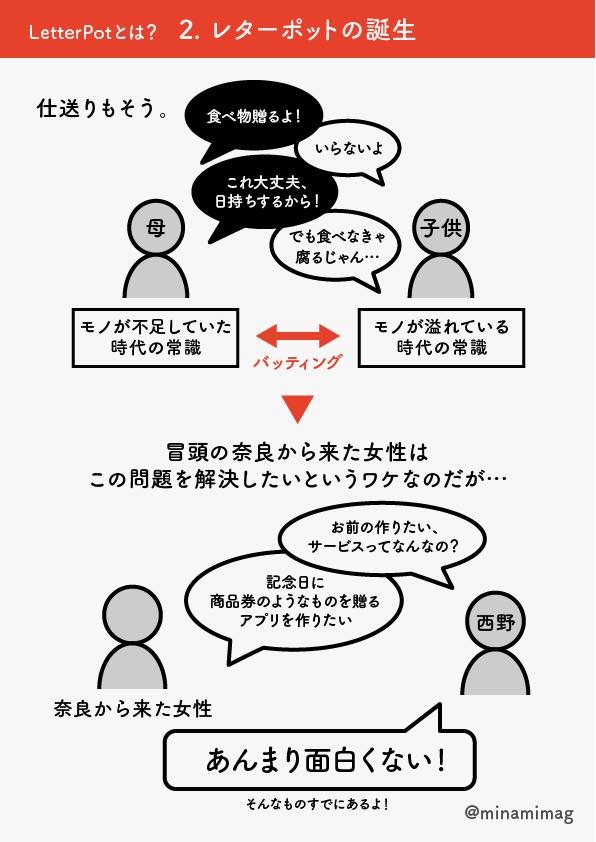 LetterPotとは？ 2. レターポットの誕生
仕送りもそう。
食べ物贈るよ！
いらないよ
これ大丈夫、
日持ちするから！
でも食べなきゃ
腐るじゃん…
母
子供
モノが不足していた
時代の常識
バッティング
モノが溢れている
時代の常識
冒頭の奈良から来た女性は
この問題を解決したいというワケなのだが…
お前の作りたい、
サービスってなんなの？
記念日に
商品券のようなものを贈る
アプリを作りたい
西野
奈良から来た女性
あんまり面白くない！
そんなものすでにあるよ！
@minamimag